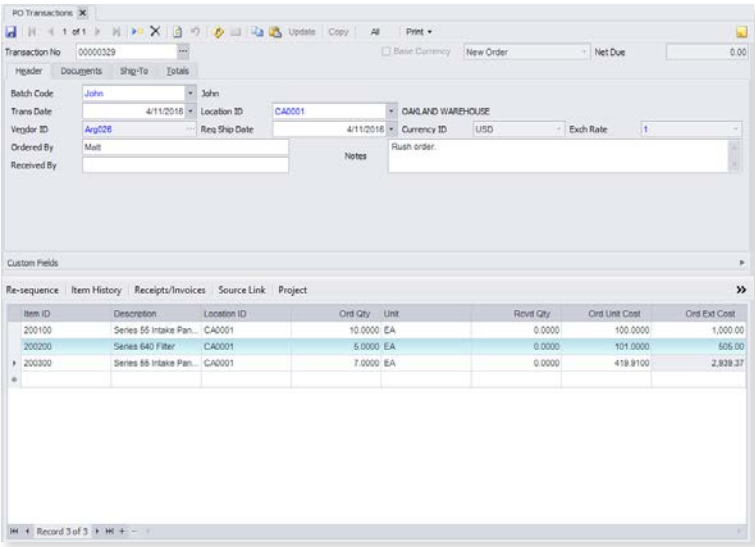 PO Transactions X
1 of 1 Update Copy All Print
Transaction No 00000329 ... Base Currency New Order Net Due 0.00
Header Documents Ship-To Totals
Batch Code John John
Trans Date 4/11/2016 Location ID CA0001 OAKLAND WAREHOUSE
Vendor ID Arg026 ... Req Ship Date 4/11/2016 Currency ID USD Exch Rate 1
Ordered By Matt Notes Rush order.
Received By
Custom Fields
Re-sequence Item History Receipts/Invoices Source Link Project »
Item ID Description Location ID Ord Qty Unit Rcvd Qty Ord Unit Cost Ord Ext Cost
200100 Series 55 Intake Pan... CA0001 10.0000 EA 0.0000 100.0000 1,000.00
200200 Series 640 Filter CA0001 5.0000 EA 0.0000 101.0000 505.00
200300 Series 55 Intake Pan... CA0001 7.0000 EA 0.0000 419.9100 2,939.37
Record 3 of 3